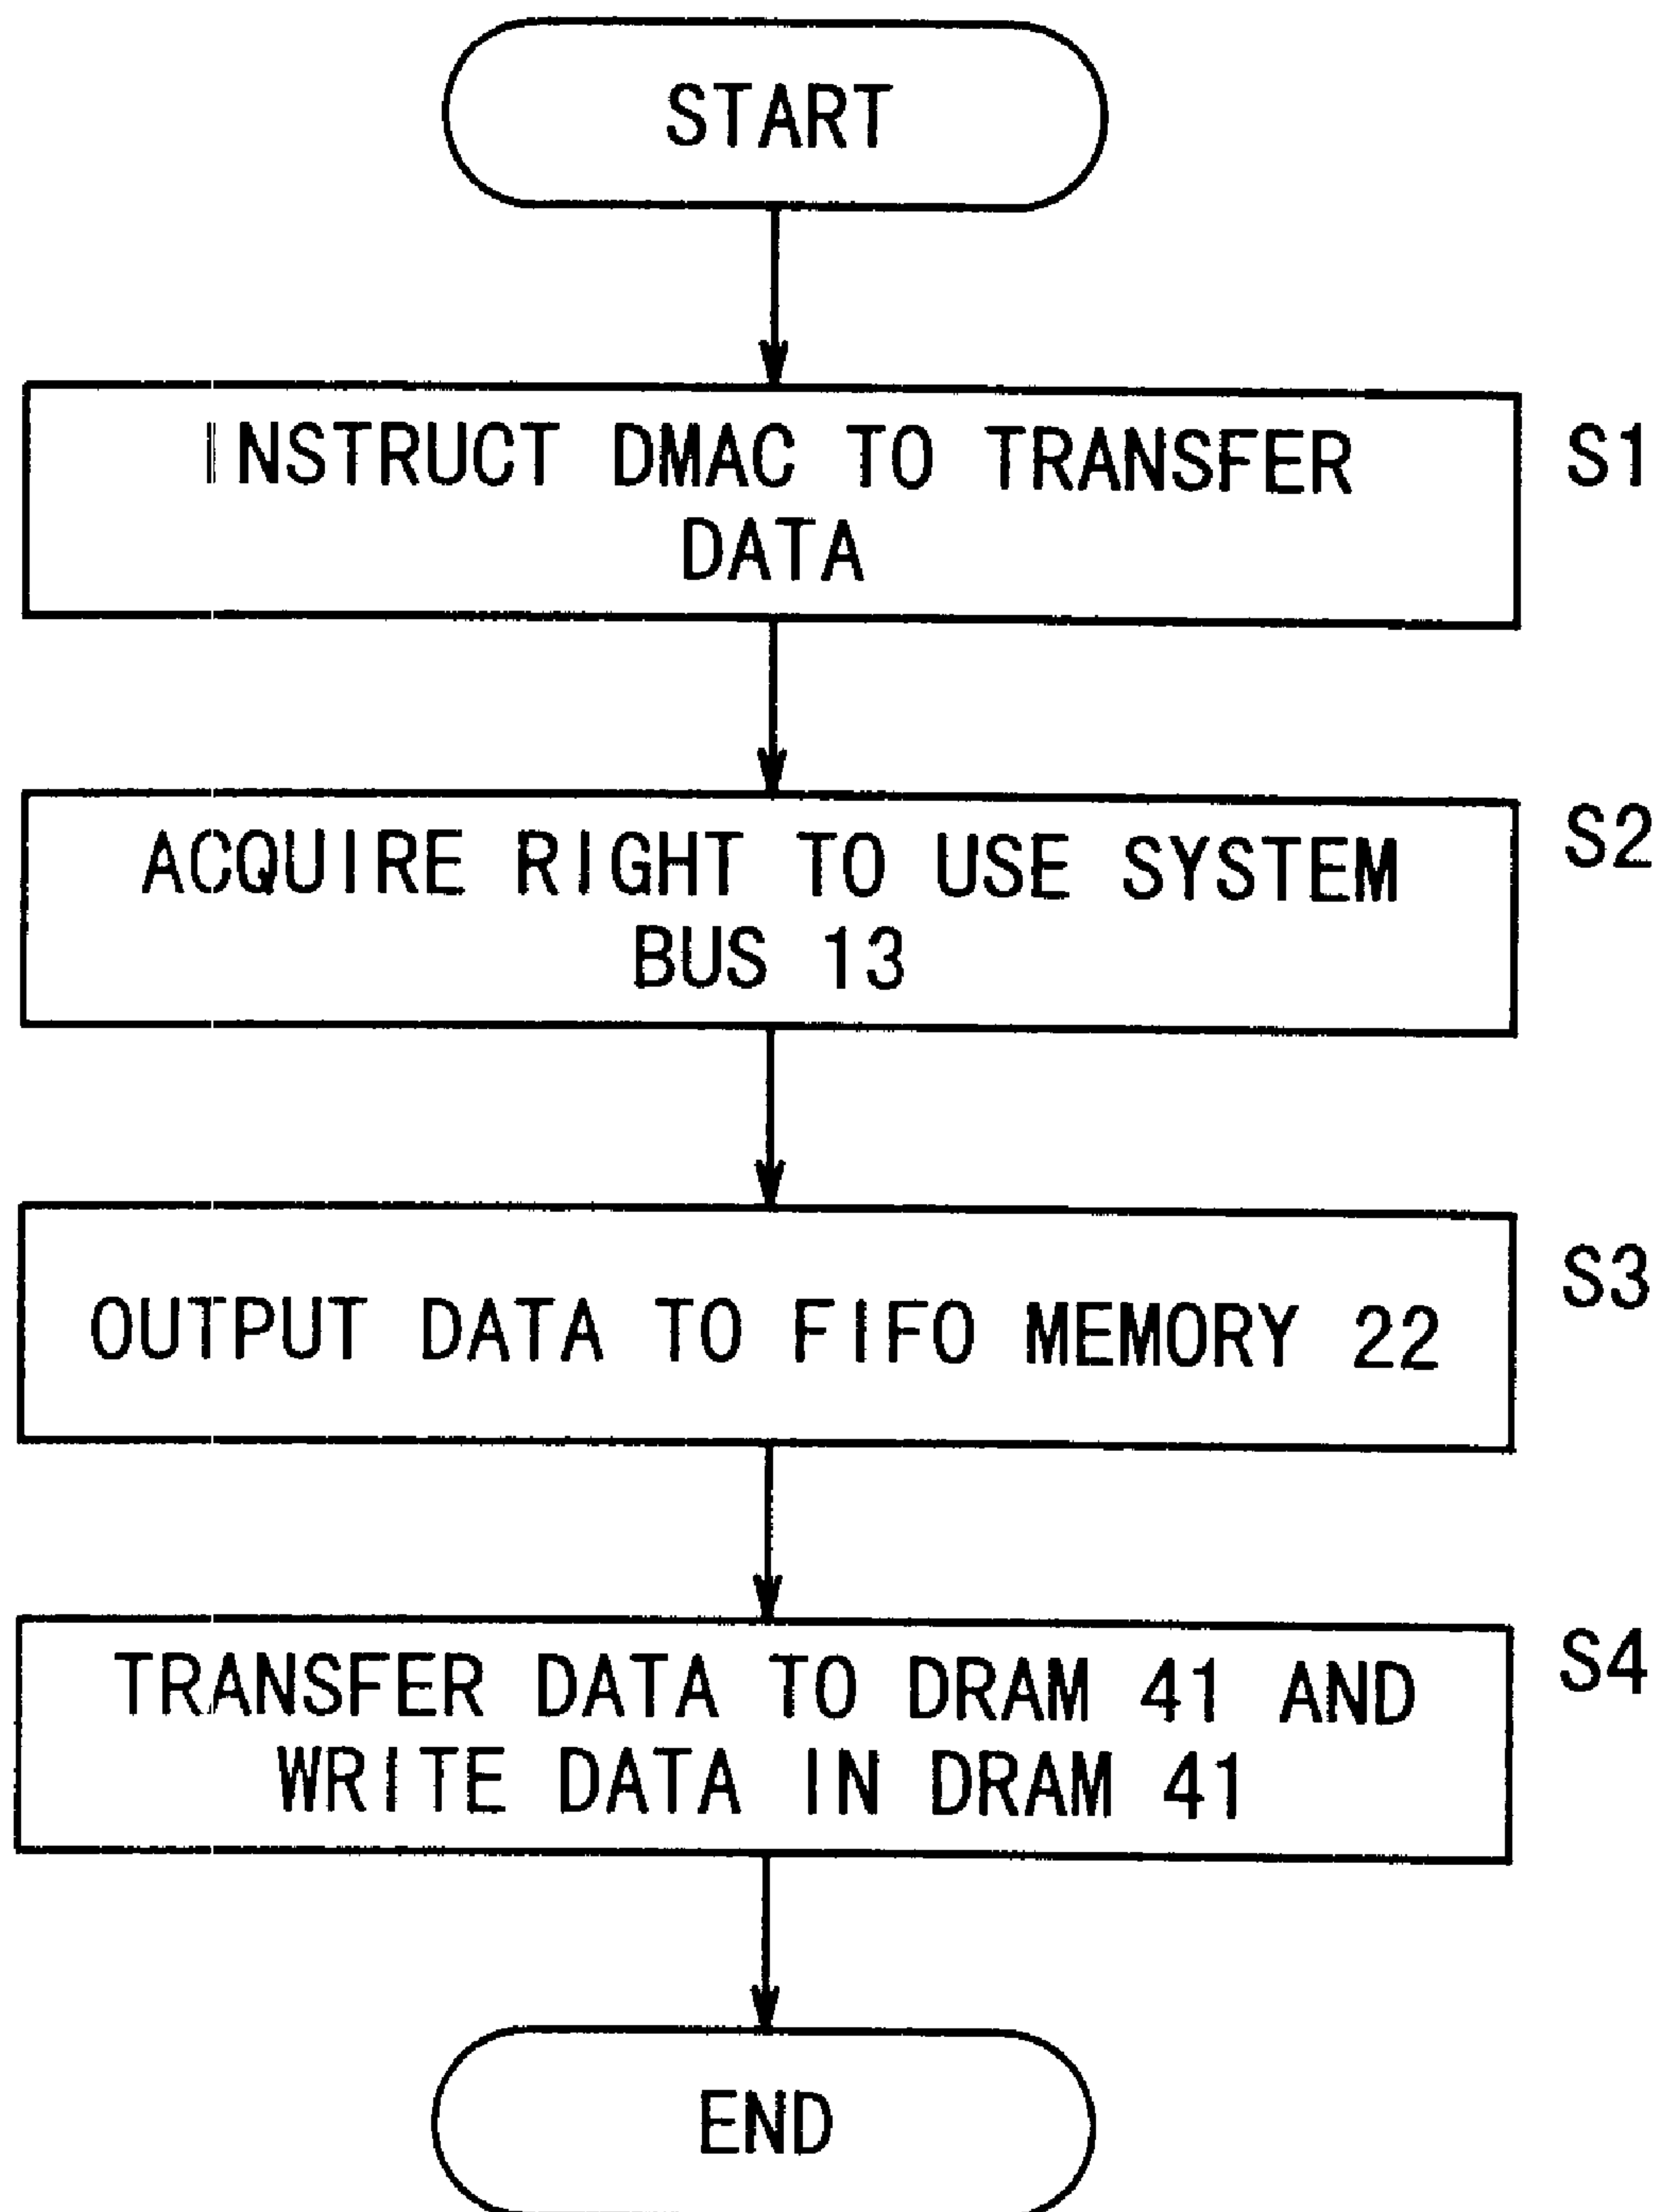 START
INSTRUCT DMAC TO TRANSFER
DATA
S1
ACQUIRE RIGHT TO USE SYSTEM
BUS 13
S2
OUTPUT DATA TO FIFO MEMORY 22
S3
TRANSFER DATA TO DRAM 41 AND
WRITE DATA IN DRAM 41
S4
END